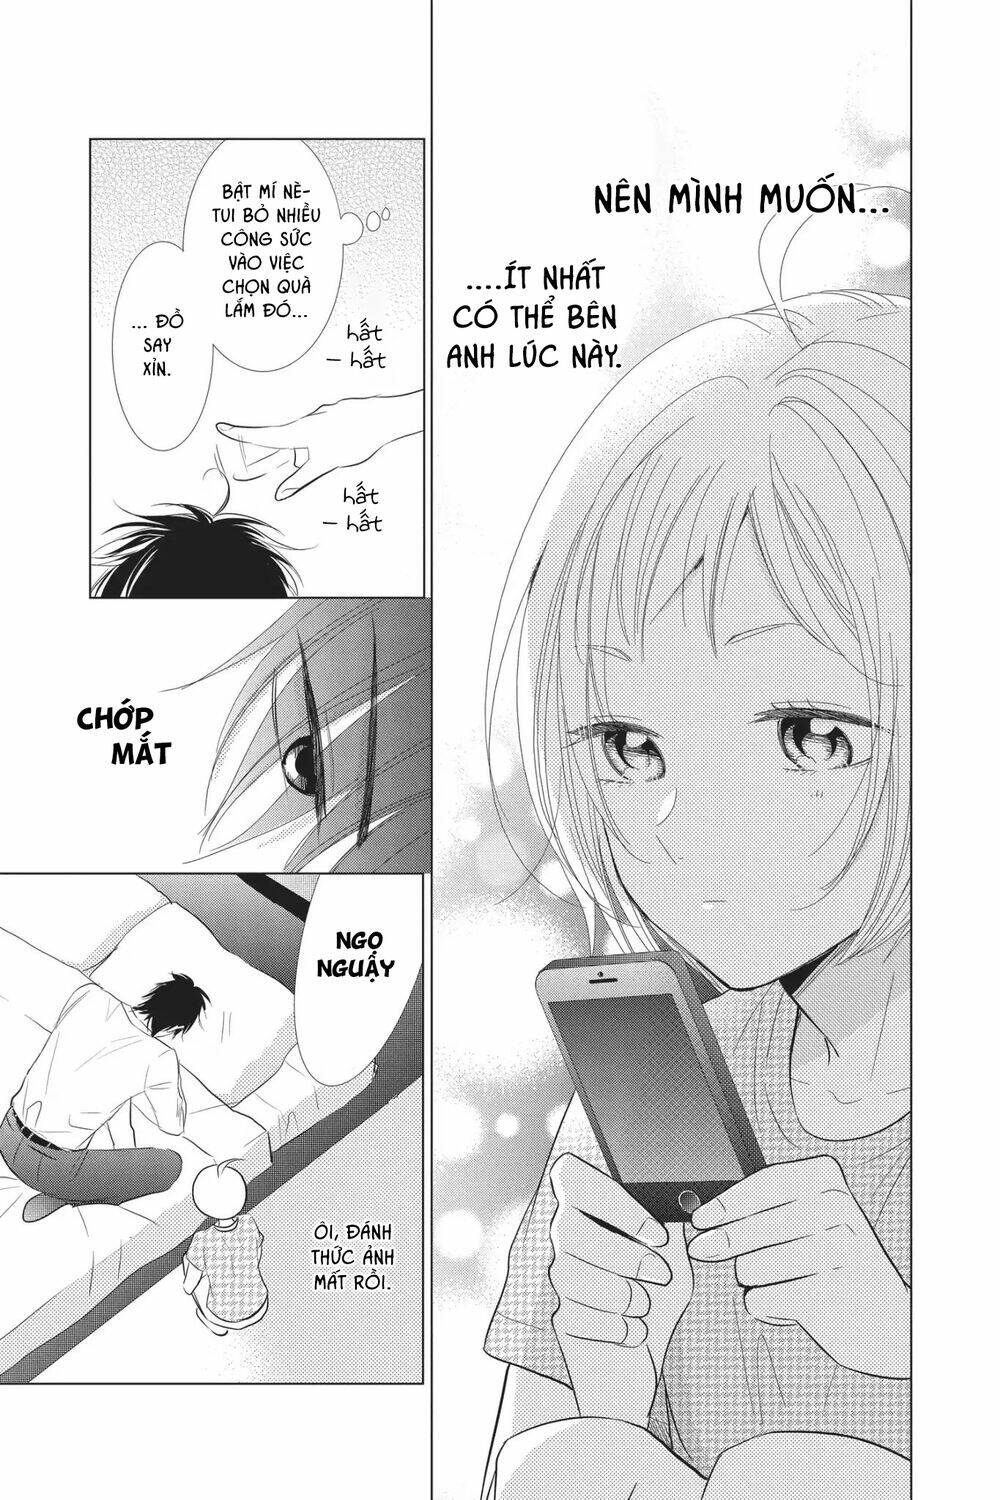 NÊN MÌNH MUỐN...
....ÍT NHẤT
CÓ THỂ BÊN
ANH LÚC NÀY.
BẬT MÍ NÈ-
TUI BỎ NHIỀU
CÔNG SỨC
VÀO VIỆC
CHỌN QUÀ
LẮM ĐÓ...
... ĐỒ
SAY
XỈN.
hất
– hất
hất
– hất
CHỚP
MẮT
NGỌ
NGUẬY
ÔI, ĐÁNH
THỨC ẢNH
MẤT RỒI.